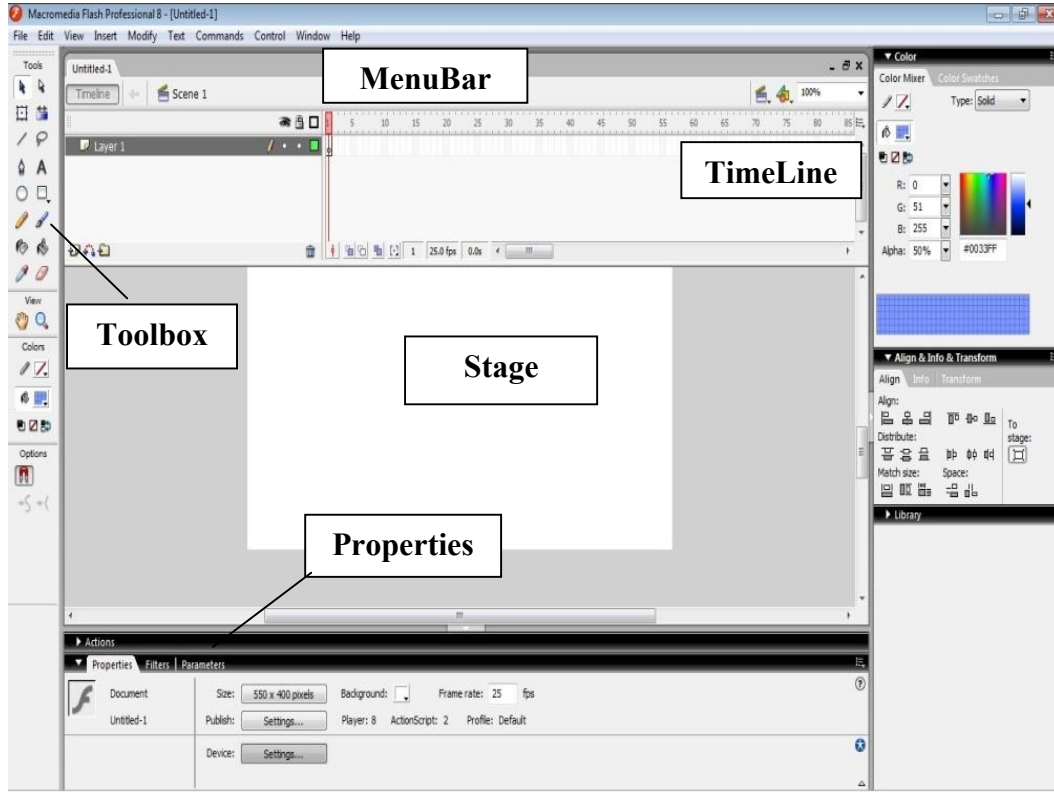 Macromedia Flash Professional 8 - [Untitled-1]
File Edit View Insert Modify Text Commands Control Window Help
Tools
View
Colors
Options
Untitled-1
Timeline
Scene 1
100%
MenuBar
5 10 15 20 25 30 35 40 45 50 55 60 65 70 75 80 85
Layer 1
TimeLine
1 25.0 fps 0.0s
Toolbox
Stage
Properties
Actions
Properties Filters Parameters
Document
Untitled-1
Size: 550 x 400 pixels Background: Frame rate: 25 fps
Publish: Settings... Player: 8 ActionScript: 2 Profile: Default
Device: Settings...
Color
Color Mixer Color Swatches
Type: Solid
R: 0
G: 51
B: 255
Alpha: 50% #0033FF
Align & Info & Transform
Align Info Transform
Align:
Distribute:
Match size: Space:
To
stage:
Library